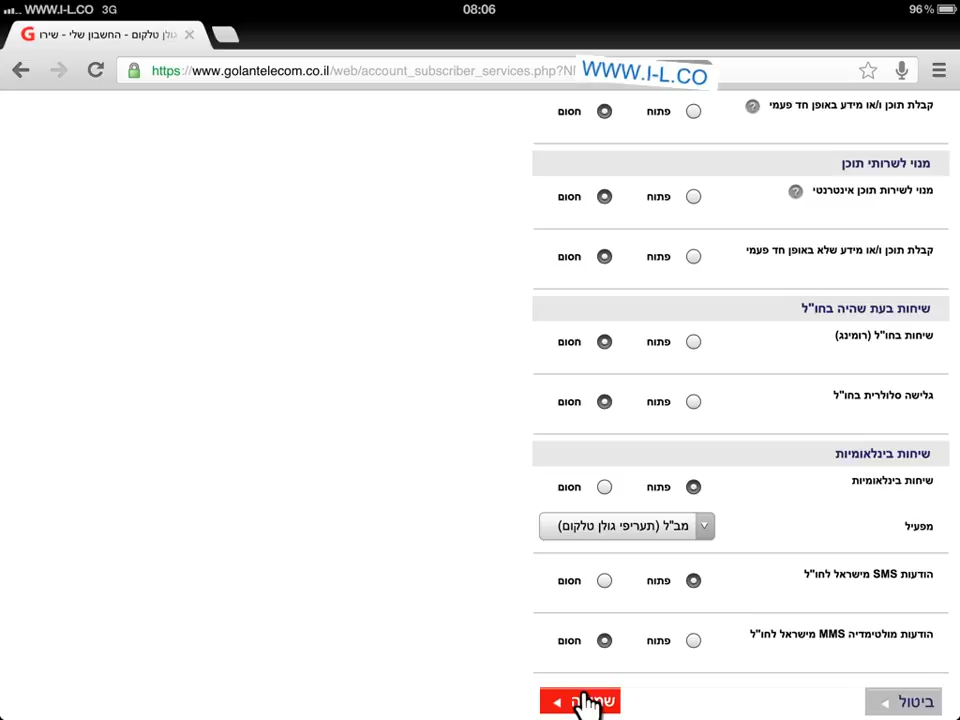 WWW.I-L.CO 3G 08:06 96 %
גולן טלקום - החשבון שלי - שירו
https://www.golantelecom.co.il/web/account_subscriber_services.php?N
WWW.I-L.CO
קבלת תוכן ו/או מידע באופן חד פעמי ? פתוח חסום
מנוי לשרותי תוכן
מנוי לשירות תוכן אינטרנטי ? פתוח חסום
קבלת תוכן ו/או מידע שלא באופן חד פעמי פתוח חסום
שיחות בעת שהיה בחו"ל
שיחות בחו"ל (רומינג) פתוח חסום
גלישה סלולרית בחו"ל פתוח חסום
שיחות בינלאומיות
שיחות בינלאומיות פתוח חסום
מפעיל מב"ל (תעריפי גולן טלקום)
הודעות SMS מישראל לחו"ל פתוח חסום
הודעות מולטימדיה MMS מישראל לחו"ל פתוח חסום
ביטול